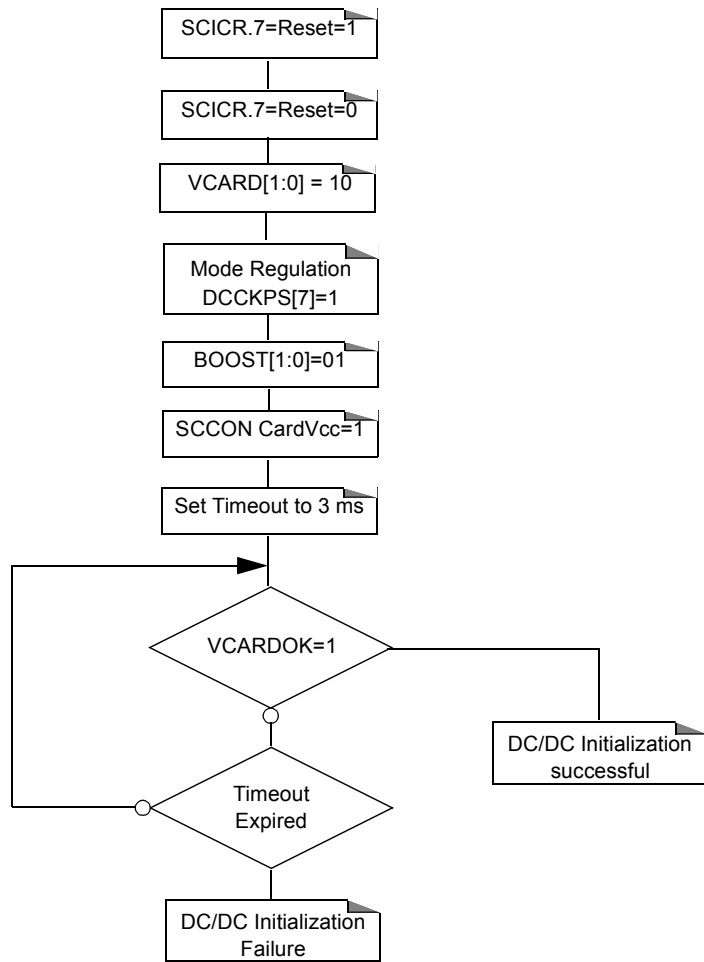 SCICR.7=Reset=1
SCICR.7=Reset=0
VCARD[1:0] = 10
Mode Regulation
DCCKPS[7]=1
BOOST[1:0]=01
SCCON CardVcc=1
Set Timeout to 3 ms
VCARDOK=1
DC/DC Initialization
successful
Timeout
Expired
DC/DC Initialization
Failure